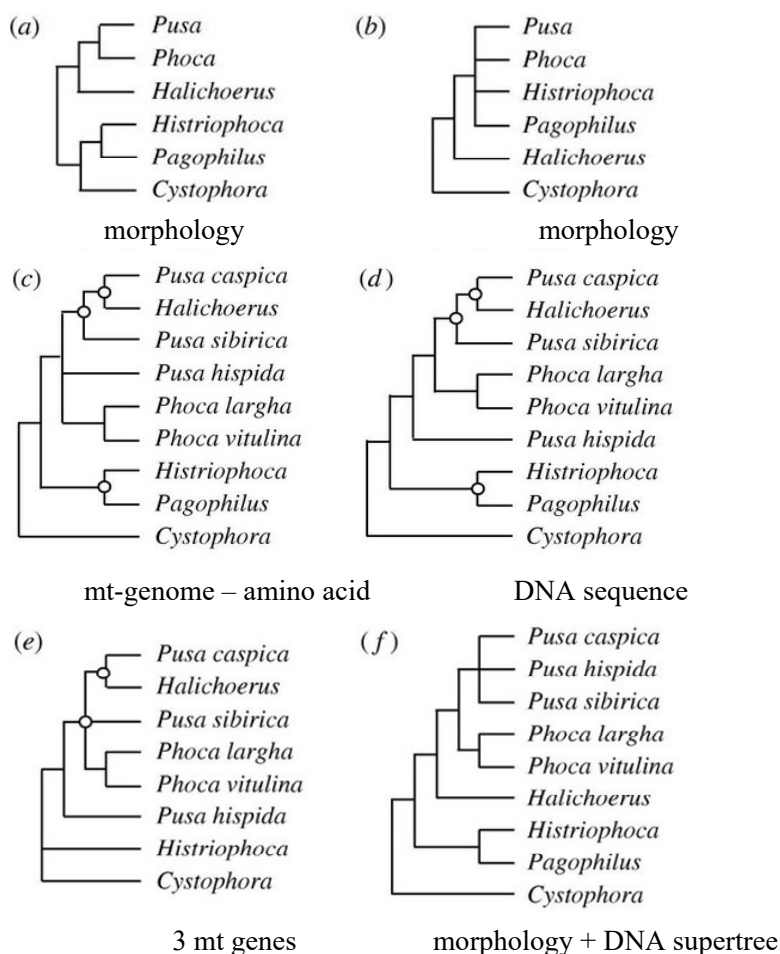 (a) Pusa
Phoca
Halichoerus
Histriophoca
Pagophilus
Cystophora
morphology
(b) Pusa
Phoca
Histriophoca
Pagophilus
Halichoerus
Cystophora
morphology
(c) Pusa caspica
Halichoerus
Pusa sibirica
Pusa hispida
Phoca largha
Phoca vitulina
Histriophoca
Pagophilus
Cystophora
mt-genome – amino acid
(d) Pusa caspica
Halichoerus
Pusa sibirica
Phoca largha
Phoca vitulina
Pusa hispida
Histriophoca
Pagophilus
Cystophora
DNA sequence
(e) Pusa caspica
Halichoerus
Pusa sibirica
Phoca largha
Phoca vitulina
Pusa hispida
Histriophoca
Cystophora
3 mt genes
(f) Pusa caspica
Pusa hispida
Pusa sibirica
Phoca largha
Phoca vitulina
Halichoerus
Histriophoca
Pagophilus
Cystophora
morphology + DNA supertree